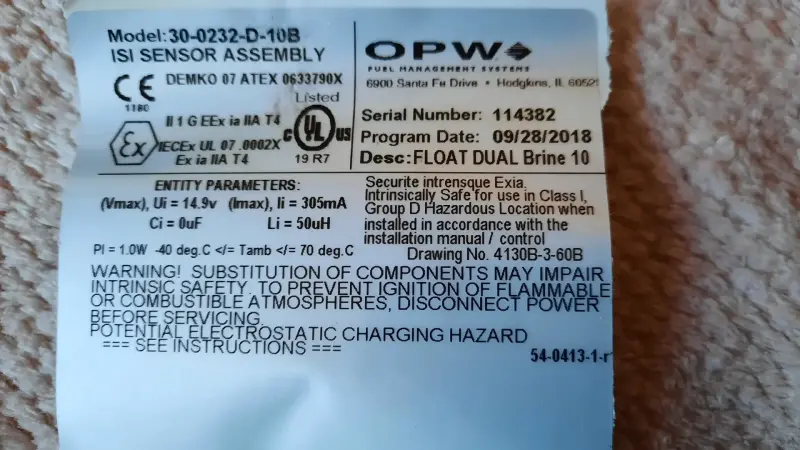 Model: 30-0232-D-10B
ISI SENSOR ASSEMBLY
DEMKO 07 ATEX 0633790X
CE
1180
Listed
II 1 G EEx ia IIA T4
C UL US
Ex
IECEx UL 07 .0002X
Ex ia IIA T4
19 R7
OPW
FUEL MANAGEMENT SYSTEMS
6900 Santa Fe Drive • Hodgkins, IL 6052
Serial Number: 114382
Program Date: 09/28/2018
Desc: FLOAT DUAL Brine 10
ENTITY PARAMETERS:
(Vmax), Ui = 14.9v (Imax), Ii = 305mA
Ci = 0uF Li = 50uH
PI = 1.0W -40 deg.C </= Tamb </= 70 deg.C
Securite intrensque Exia.
Intrinsically Safe for use in Class I,
Group D Hazardous Location when
installed in accordance with the
installation manual / control
Drawing No. 4130B-3-60B
WARNING! SUBSTITUTION OF COMPONENTS MAY IMPAIR
INTRINSIC SAFETY. TO PREVENT IGNITION OF FLAMMABLE
OR COMBUSTIBLE ATMOSPHERES, DISCONNECT POWER
BEFORE SERVICING
POTENTIAL ELECTROSTATIC CHARGING HAZARD
=== SEE INSTRUCTIONS ===
54-0413-1-r